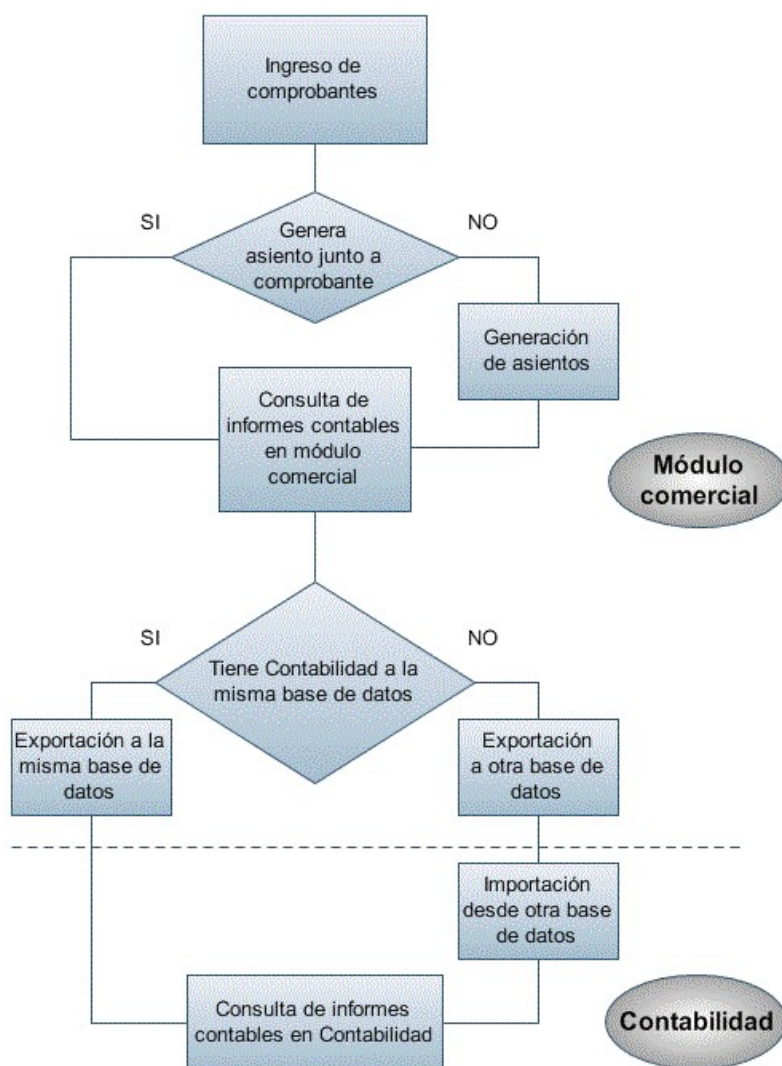 Ingreso de
comprobantes
SI
NO
Genera
asiento junto a
comprobante
Generación
de asientos
Consulta de
informes contables
en módulo
comercial
Módulo
comercial
SI
NO
Tiene Contabilidad a la
misma base de datos
Exportación a la
misma base de
datos
Exportación
a otra base de
datos
Importación
desde otra base
de datos
Consulta de informes
contables en Contabilidad
Contabilidad